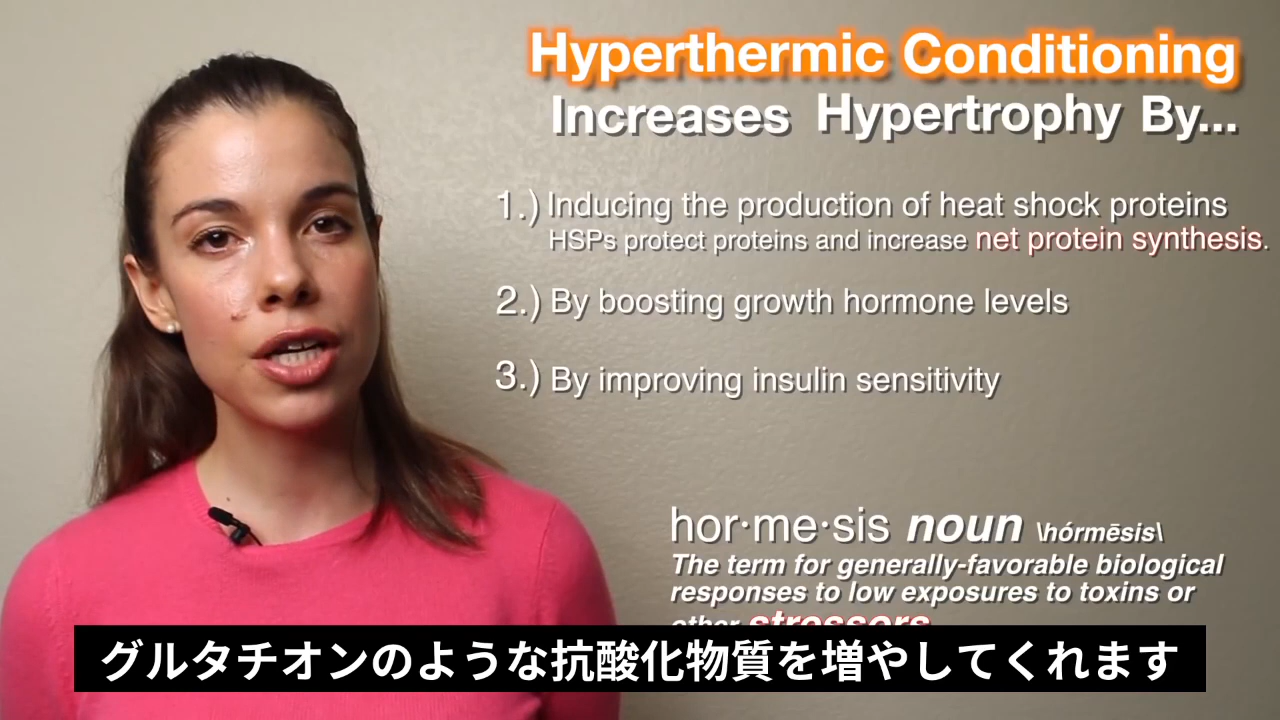 Hyperthermic Conditioning
Increases Hypertrophy By...
1.) Inducing the production of heat shock proteins
HSPs protect proteins and increase net protein synthesis.
2.) By boosting growth hormone levels
3.) By improving insulin sensitivity
hor·me·sis noun \hórmēsis\
The term for generally-favorable biological
responses to low exposures to toxins or
other stressors
グルタチオンのような抗酸化物質を増やしてくれます